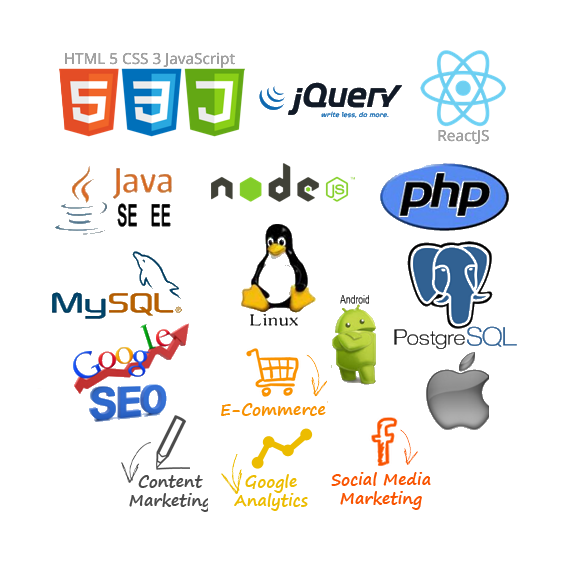 HTML 5 CSS 3 JavaScript
jQuery
write less, do more.
ReactJS
Java
SE EE
node
JS
™
php
MySQL®
Linux
Android
PostgreSQL
Google
SEO
E-Commerce
Content
Marketing
Google
Analytics
Social Media
Marketing